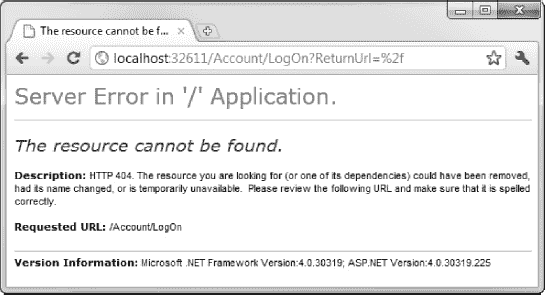 The resource cannot be f...
localhost:32611/Account/LogOn?ReturnUrl=%2f
Server Error in '/' Application.
The resource cannot be found.
Description: HTTP 404. The resource you are looking for (or one of its dependencies) could have been removed,
had its name changed, or is temporarily unavailable. Please review the following URL and make sure that it is spelled
correctly.
Requested URL: /Account/LogOn
Version Information: Microsoft .NET Framework Version:4.0.30319; ASP.NET Version:4.0.30319.225